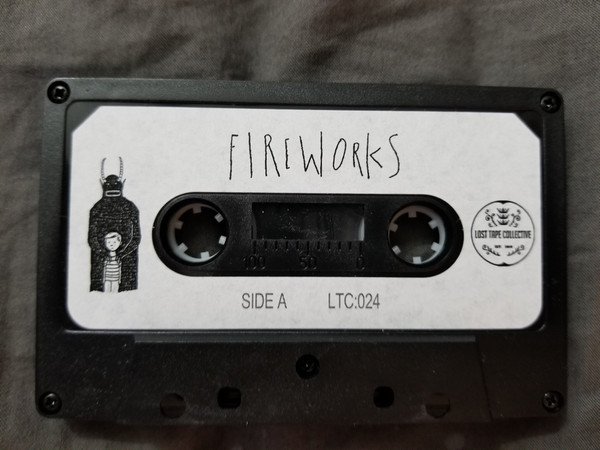 FIREWORKS
LOST TAPE COLLECTIVE
100 50 0
SIDE A LTC:024